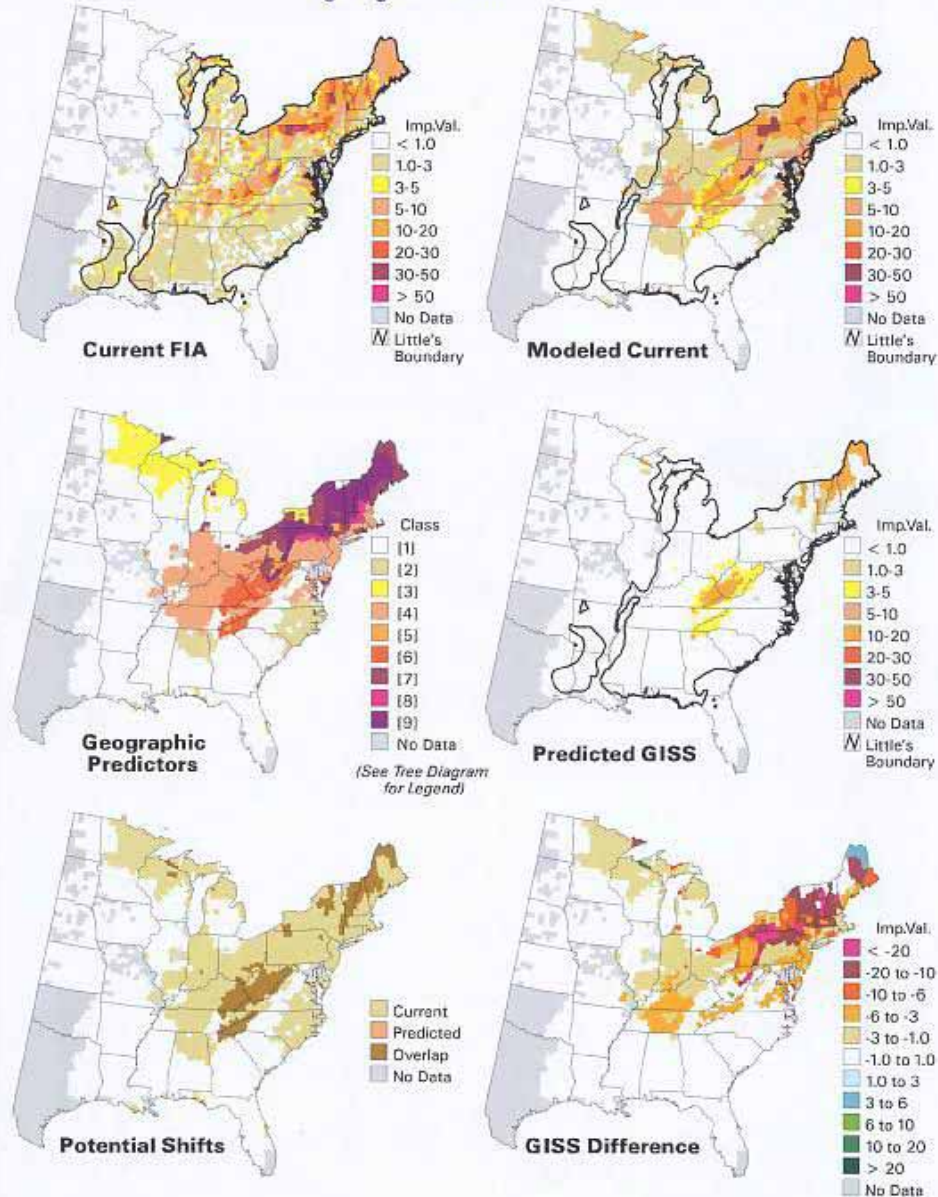 Imp.Val.
< 1.0
1.0-3
3-5
5-10
10-20
20-30
30-50
> 50
No Data
N Little's
Boundary
Current FIA
Imp.Val.
< 1.0
1.0-3
3-5
5-10
10-20
20-30
30-50
> 50
No Data
N Little's
Boundary
Modeled Current
Class
[1]
[2]
[3]
[4]
[5]
[6]
[7]
[8]
[9]
No Data
(See Tree Diagram
for Legend)
Geographic
Predictors
Imp.Val.
< 1.0
1.0-3
3-5
5-10
10-20
20-30
30-50
> 50
No Data
N Little's
Boundary
Predicted GISS
Current
Predicted
Overlap
No Data
Potential Shifts
Imp.Val.
< -20
-20 to -10
-10 to -6
-6 to -3
-3 to -1.0
-1.0 to 1.0
1.0 to 3
3 to 6
6 to 10
10 to 20
> 20
No Data
GISS Difference